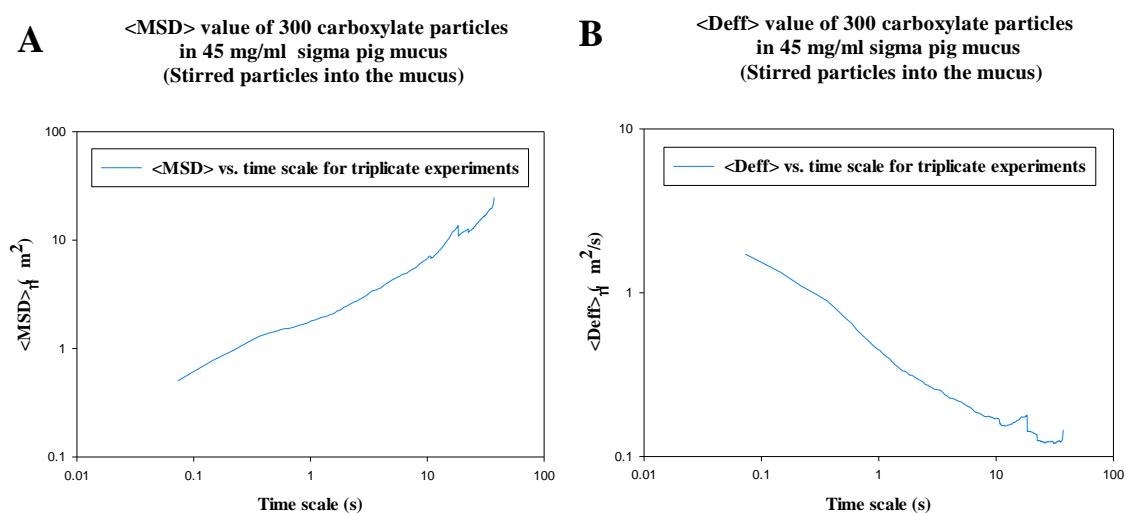 A
<MSD> value of 300 carboxylate particles
in 45 mg/ml sigma pig mucus
(Stirred particles into the mucus)
100
10
1
0.1
<MSD> vs. time scale for triplicate experiments
<MSD> ( m²)
0.01 0.1 1 10 100
Time scale (s)
B
<Deff> value of 300 carboxylate particles
in 45 mg/ml sigma pig mucus
(Stirred particles into the mucus)
10
1
0.1
<Deff> vs. time scale for triplicate experiments
<Deff> ( m²/s)
0.01 0.1 1 10 100
Time scale (s)